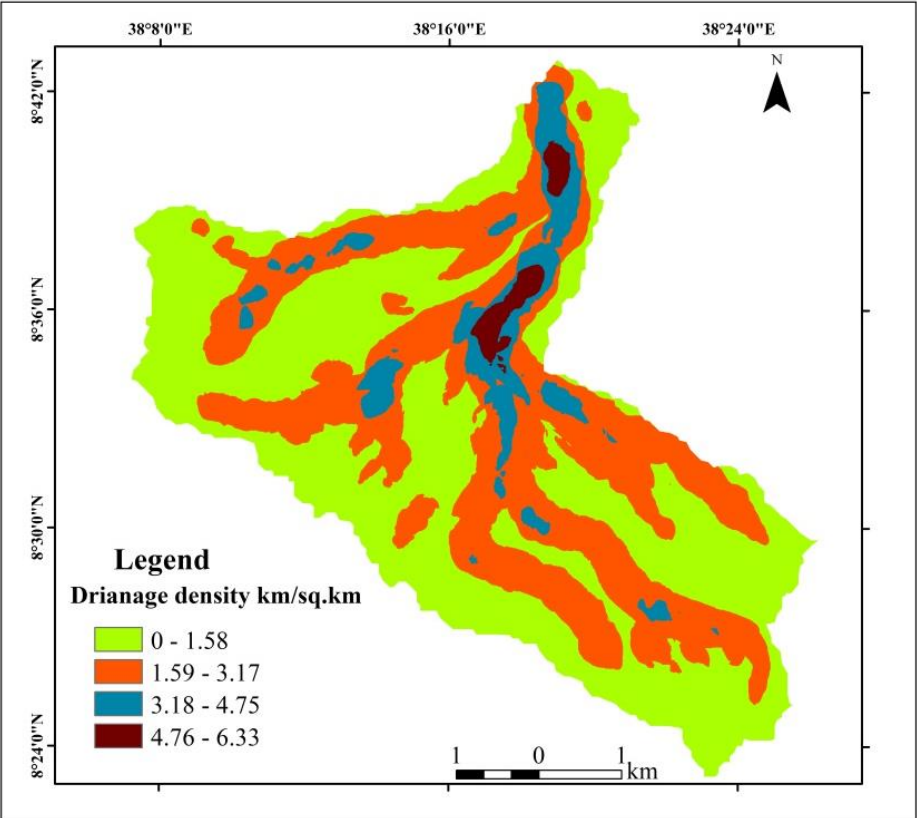 38°8'0"E 38°16'0"E 38°24'0"E
N
8°42'0"N
8°36'0"N
8°30'0"N
8°24'0"N
Legend
Drianage density km/sq.km
0 - 1.58
1.59 - 3.17
3.18 - 4.75
4.76 - 6.33
1 0 1
km